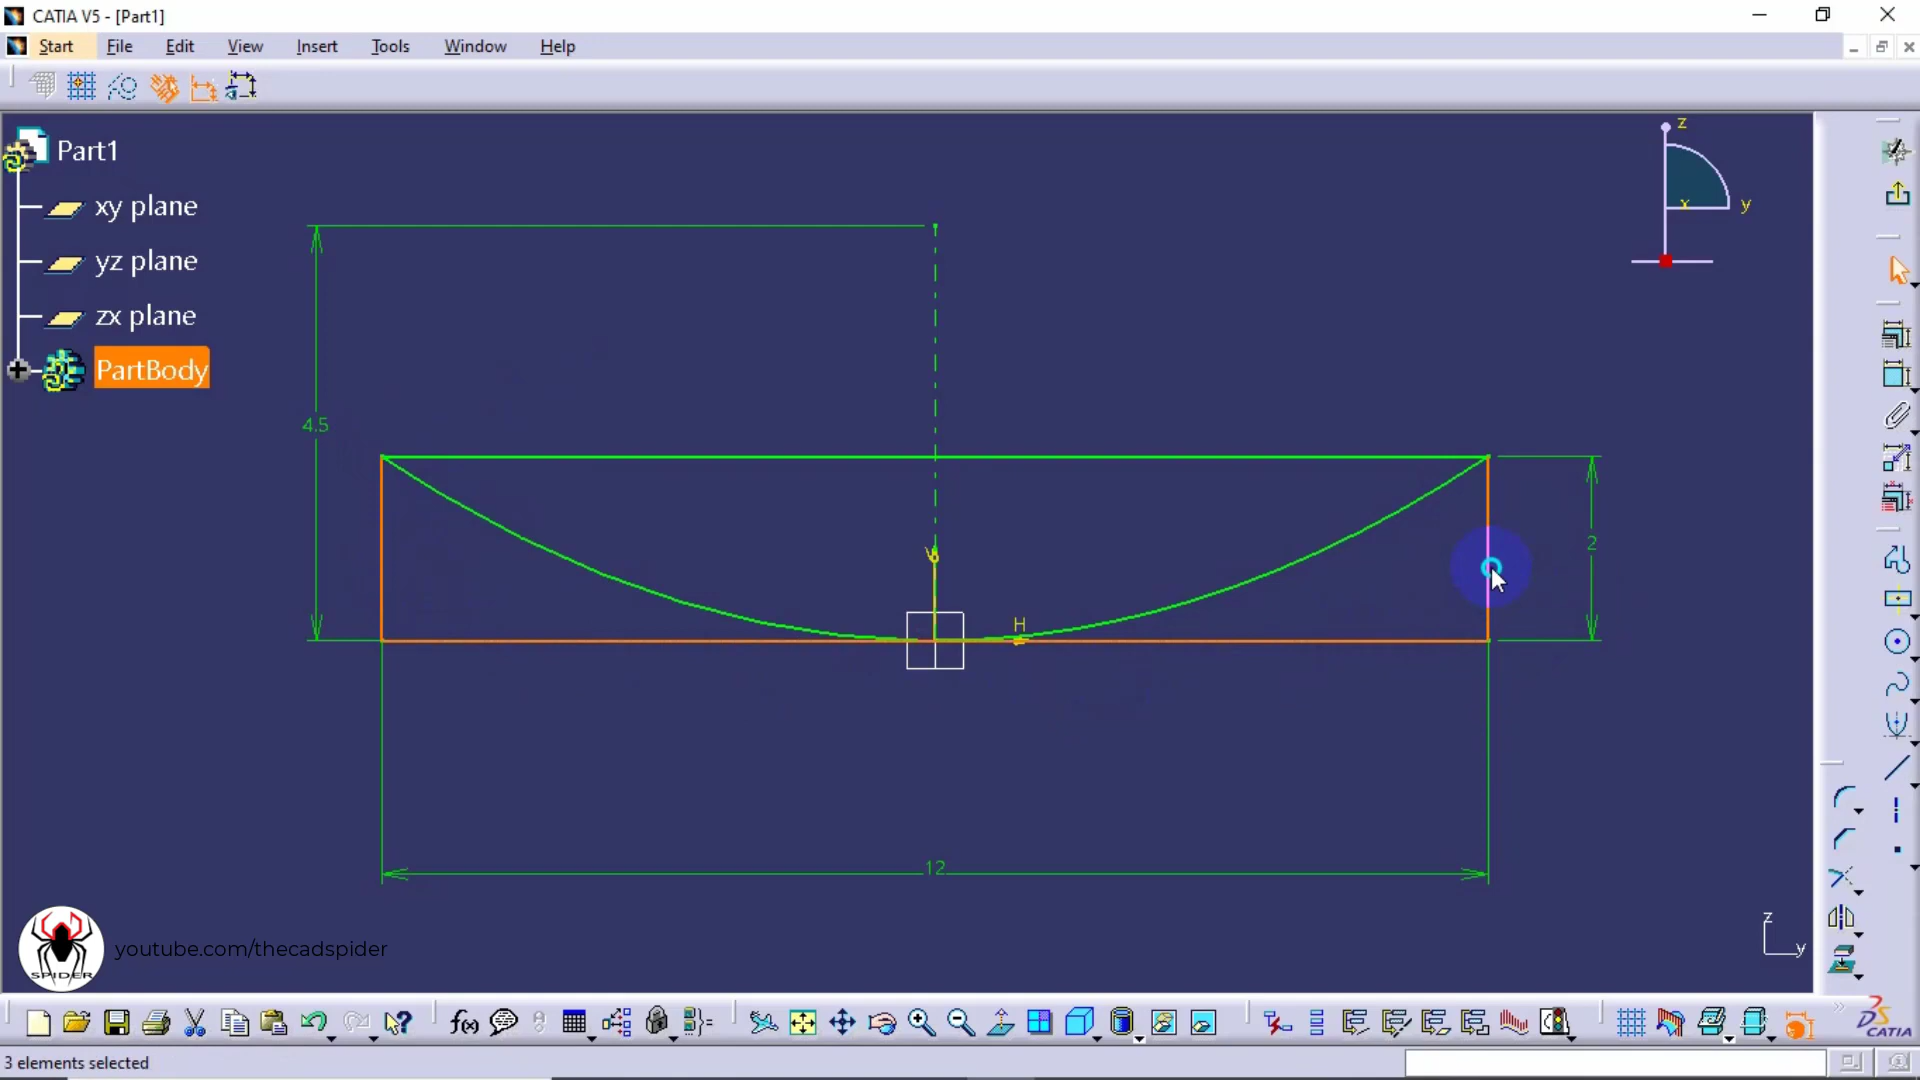 CATIA V5 - [Part1]
Start File Edit View Insert Tools Window Help
Part1
xy plane
yz plane
zx plane
PartBody
z
x
y
4.5
2
V
H
12
SPIDER
youtube.com/thecadspider
z
y
f(x)
CATIA
3 elements selected